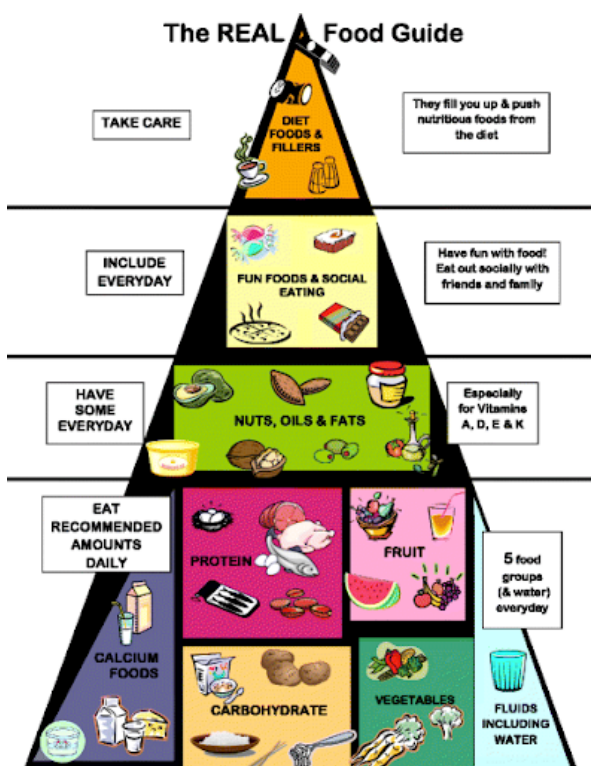 The REAL Food Guide
TAKE CARE
DIET
FOODS &
FILLERS
They fill you up & push
nutritious foods from
the diet
INCLUDE
EVERYDAY
FUN FOODS & SOCIAL
EATING
Have fun with food!
Eat out socially with
friends and family
HAVE
SOME
EVERYDAY
NUTS, OILS & FATS
Especially
for Vitamins
A, D, E & K
EAT
RECOMMENDED
AMOUNTS
DAILY
PROTEIN
FRUIT
5 food
groups
(& water)
everyday
CALCIUM
FOODS
CARBOHYDRATE
VEGETABLES
FLUIDS
INCLUDING
WATER